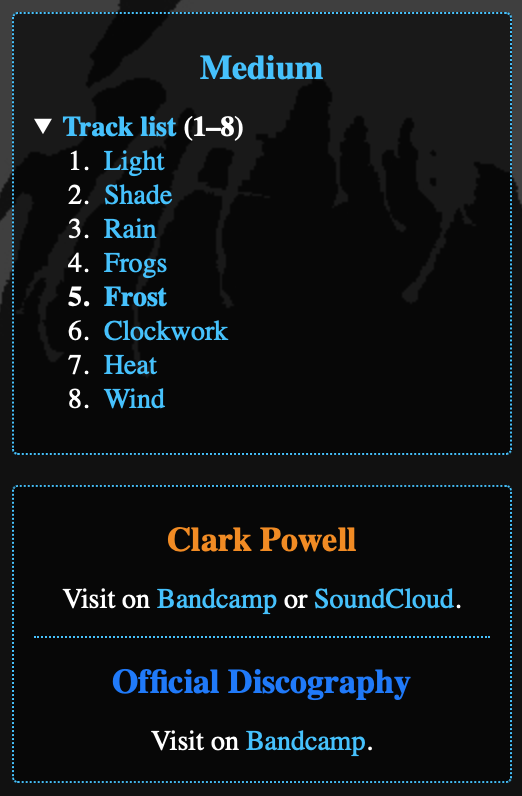 Medium
▼ Track list (1–8)
1. Light
2. Shade
3. Rain
4. Frogs
5. Frost
6. Clockwork
7. Heat
8. Wind
Clark Powell
Visit on Bandcamp or SoundCloud.
Official Discography
Visit on Bandcamp.